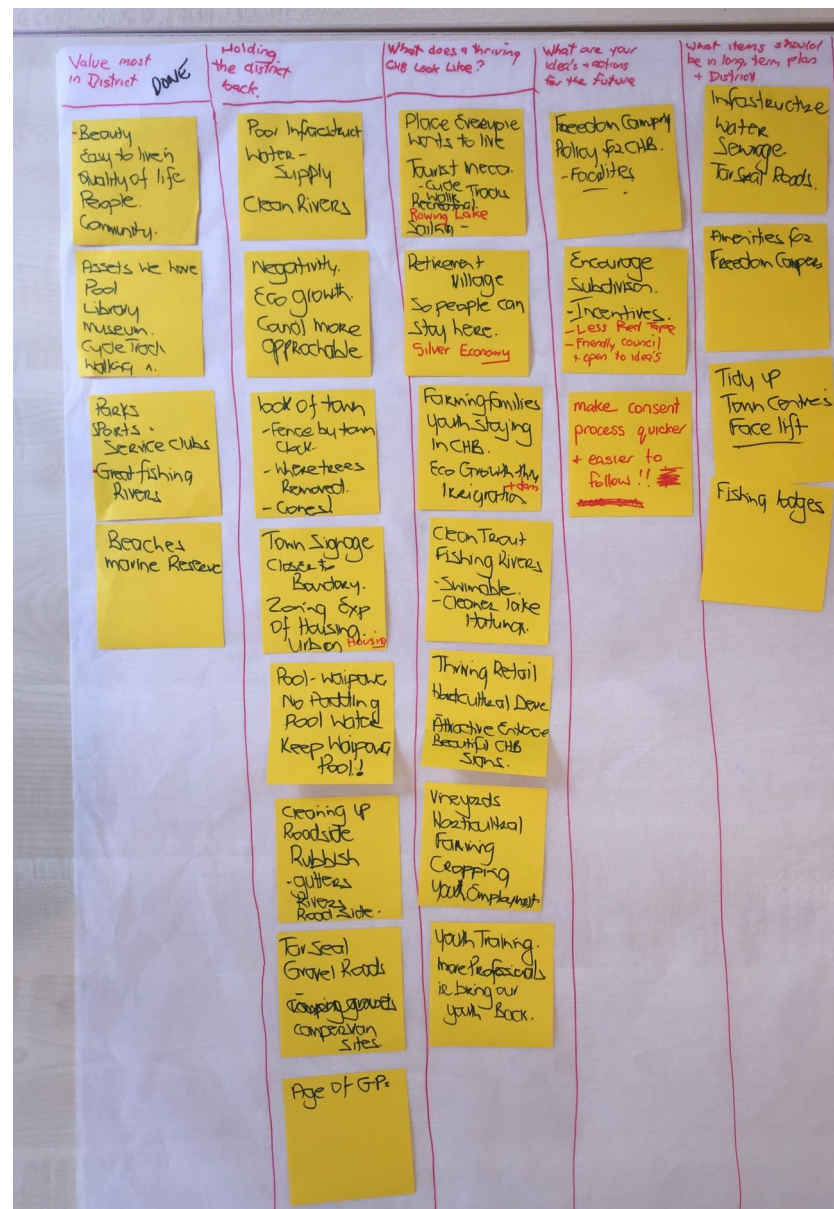 Value most
in District
DONE
- Beauty
Easy to live in
Quality of life
People.
Community.
Assets we have
Pool
Library
Museum.
Cycle Track
Walking ".
Parks
Sports.
Service Clubs
- Great fishing
Rivers
Beaches
Marine Reserve
Holding
the district
back.
Poor Infrastruct
Water -
Supply
Clean Rivers
Negativity.
Eco growth.
more
approchable
look of town
- Fence by town
Clock.
- Where trees
Removed.
- Cones!
Town Signage
Closer to
Boundary.
Zoning Exp
Of Housing.
Urban Housing
Pool - Waipawa
No Paddling
Pool Water
Keep Waipawa
Pool!!
Cleaning up
Roadside
Rubbish
- gutters
Rivers
Road Side.
Tar Seal
Gravel Roads
Camping grounds
Campervan
Sites.
Age of GPs
What does a thriving
CHB Look Like?
Place Everyone
wants to live
Tourist mecca.
- Cycle Tracks
Walk
Recreational.
Rowing Lake
Sailing -
Retirement
Village
So people can
Stay here.
Silver Economy
Farming families
Youth Staying
In CHB.
Eco Growth thru
+ dam
Irrigation
Clean Trout
Fishing Rivers
- Swimable.
- Cleaner lake
Thriving Retail
Horticultural Deve
Attractive Entrance
Beautiful CHB
Signs.
Vineyards
Horticultural
Farming
Cropping
Youth Employment
Youth Training.
more Professionals
ie bring our
youth Back.
What are your
idea's + actions
for the future
Freedom Camping
Policy for CHB.
- Facilites
Encourage
Subdivison.
- Incentives.
- Less Red Tape
- Friendly council
+ open to idea's
make consent
process quicker
+ easier to
follow!!
What items should
be in long term plan
+ District
Infrastructure
Water
Sewage.
Tar Seal Roads.
Amenities for
Freedom Campers
Tidy up
Town Centre's
Face lift
Fishing lodges